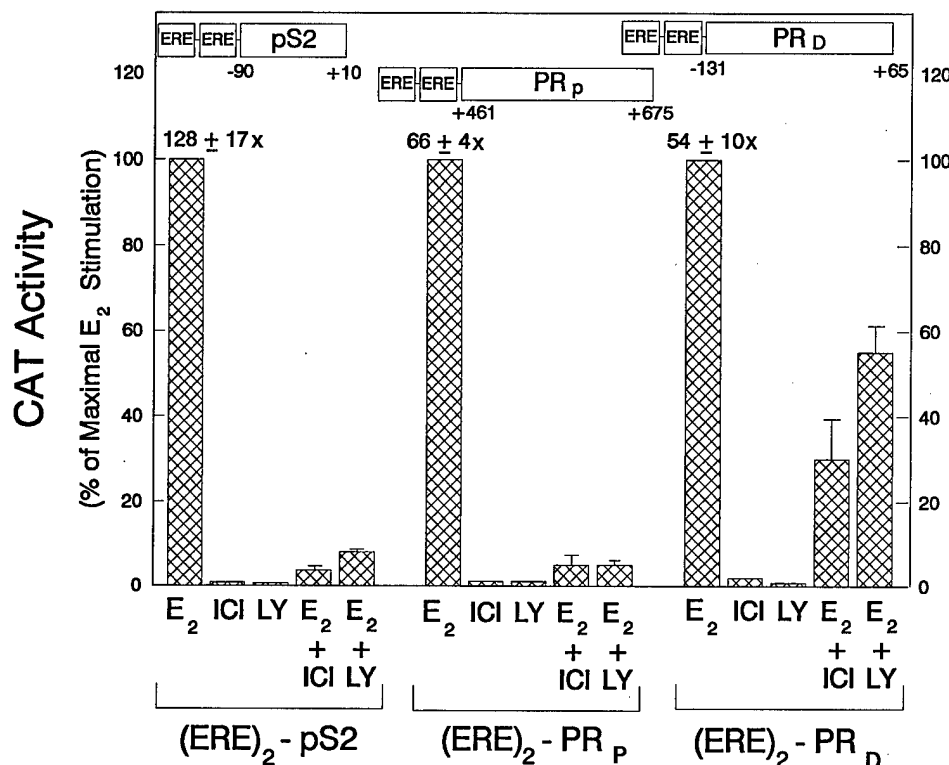 ERE ERE pS2
-90 +10
ERE ERE PR P
+461 +675
ERE ERE PR D
-131 +65
128 ± 17x
66 ± 4x
54 ± 10x
CAT Activity
(% of Maximal E2 Stimulation)
120
100
80
60
40
20
0
120
100
80
60
40
20
0
E2 ICI LY E2 + ICI E2 + LY
E2 ICI LY E2 + ICI E2 + LY
E2 ICI LY E2 + ICI E2 + LY
(ERE)2 - pS2
(ERE)2 - PR P
(ERE)2 - PR D